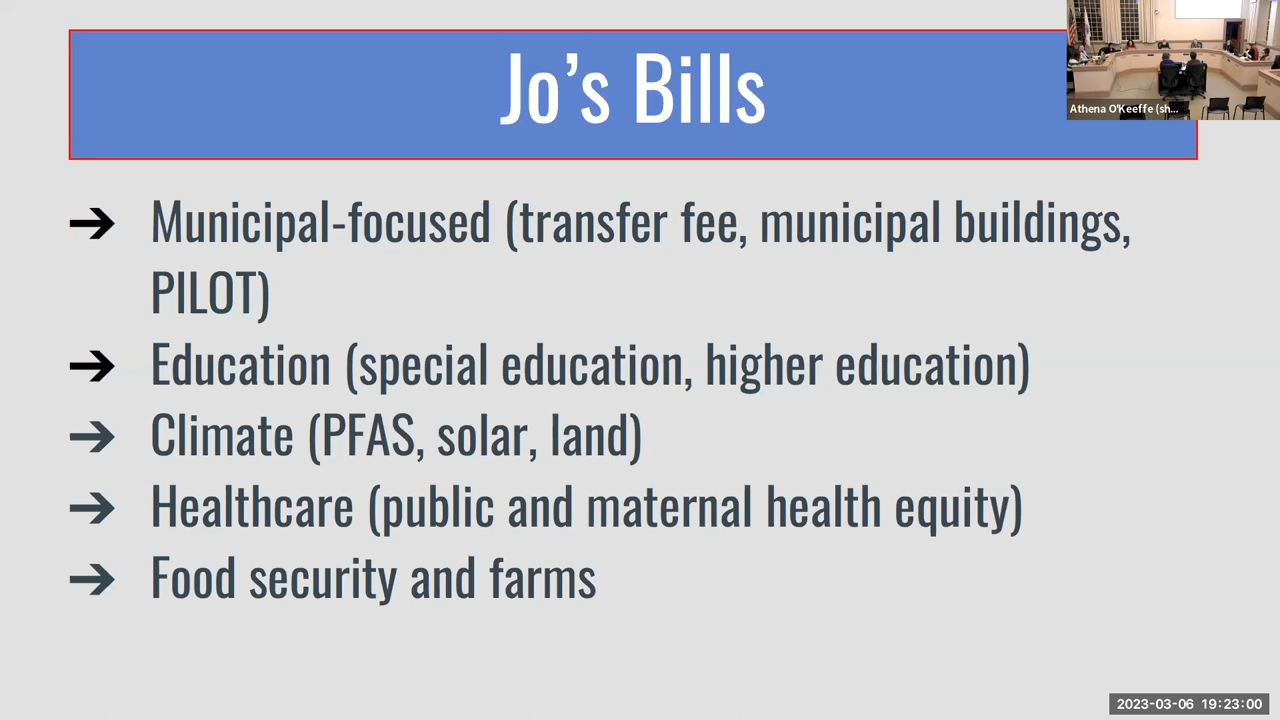 Jo's Bills
Athena O'Keeffe (sh...
➔ Municipal-focused (transfer fee, municipal buildings,
PILOT)
➔ Education (special education, higher education)
➔ Climate (PFAS, solar, land)
➔ Healthcare (public and maternal health equity)
➔ Food security and farms
2023-03-06 19:23:00